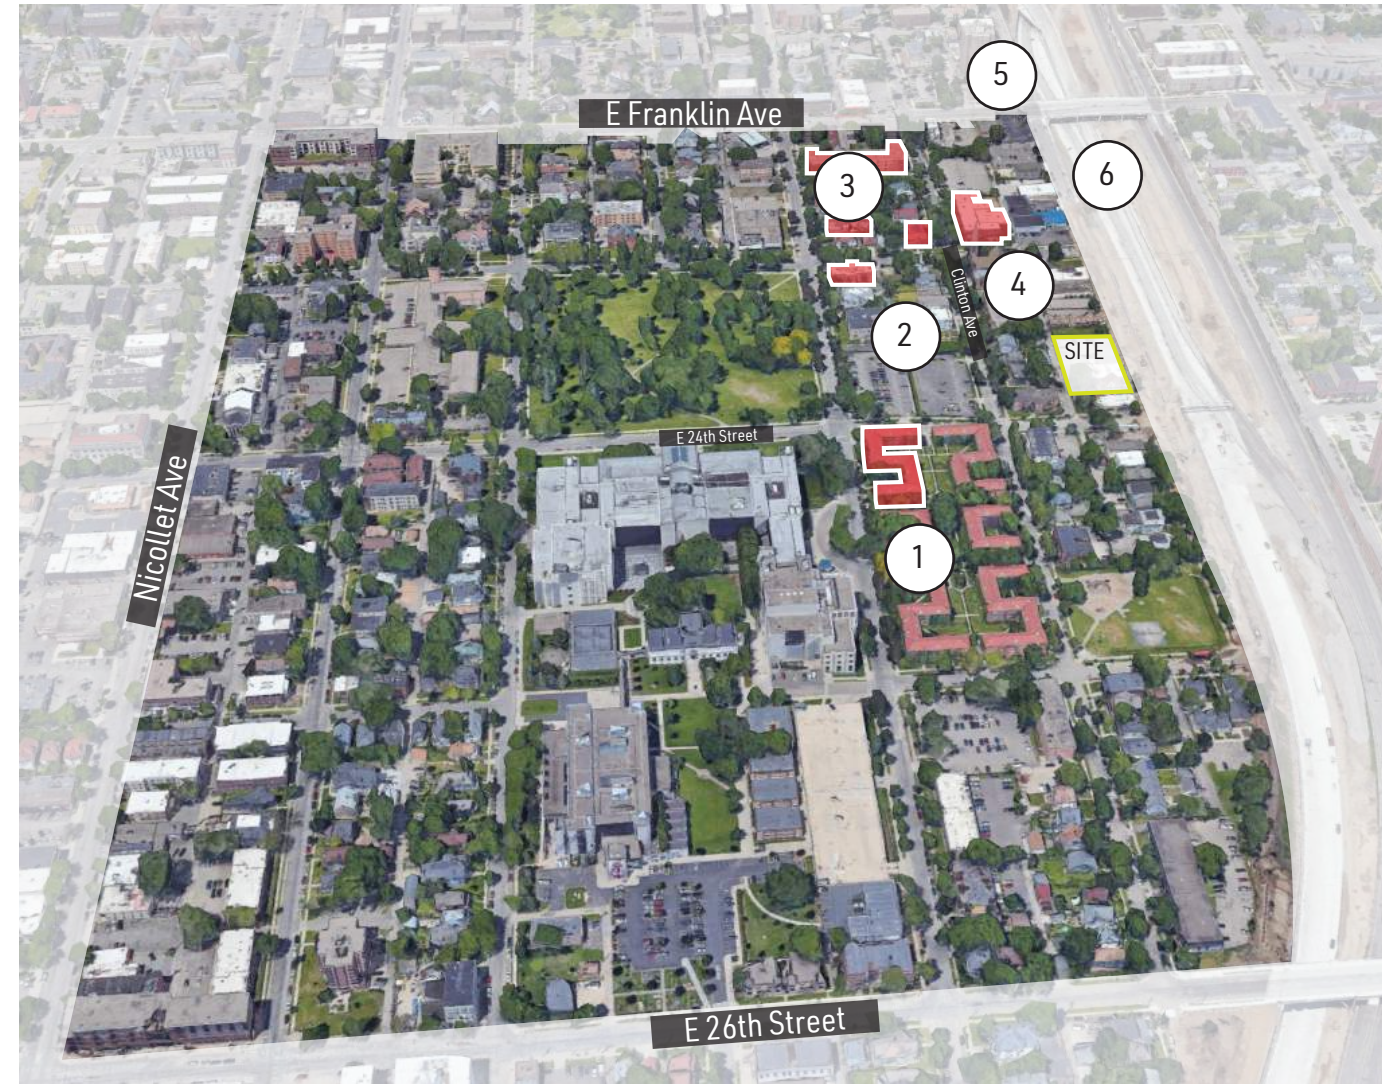 5
E Franklin Ave
6
3
4
Clinton Ave
2
SITE
E 24th Street
Nicollet Ave
1
E 26th Street